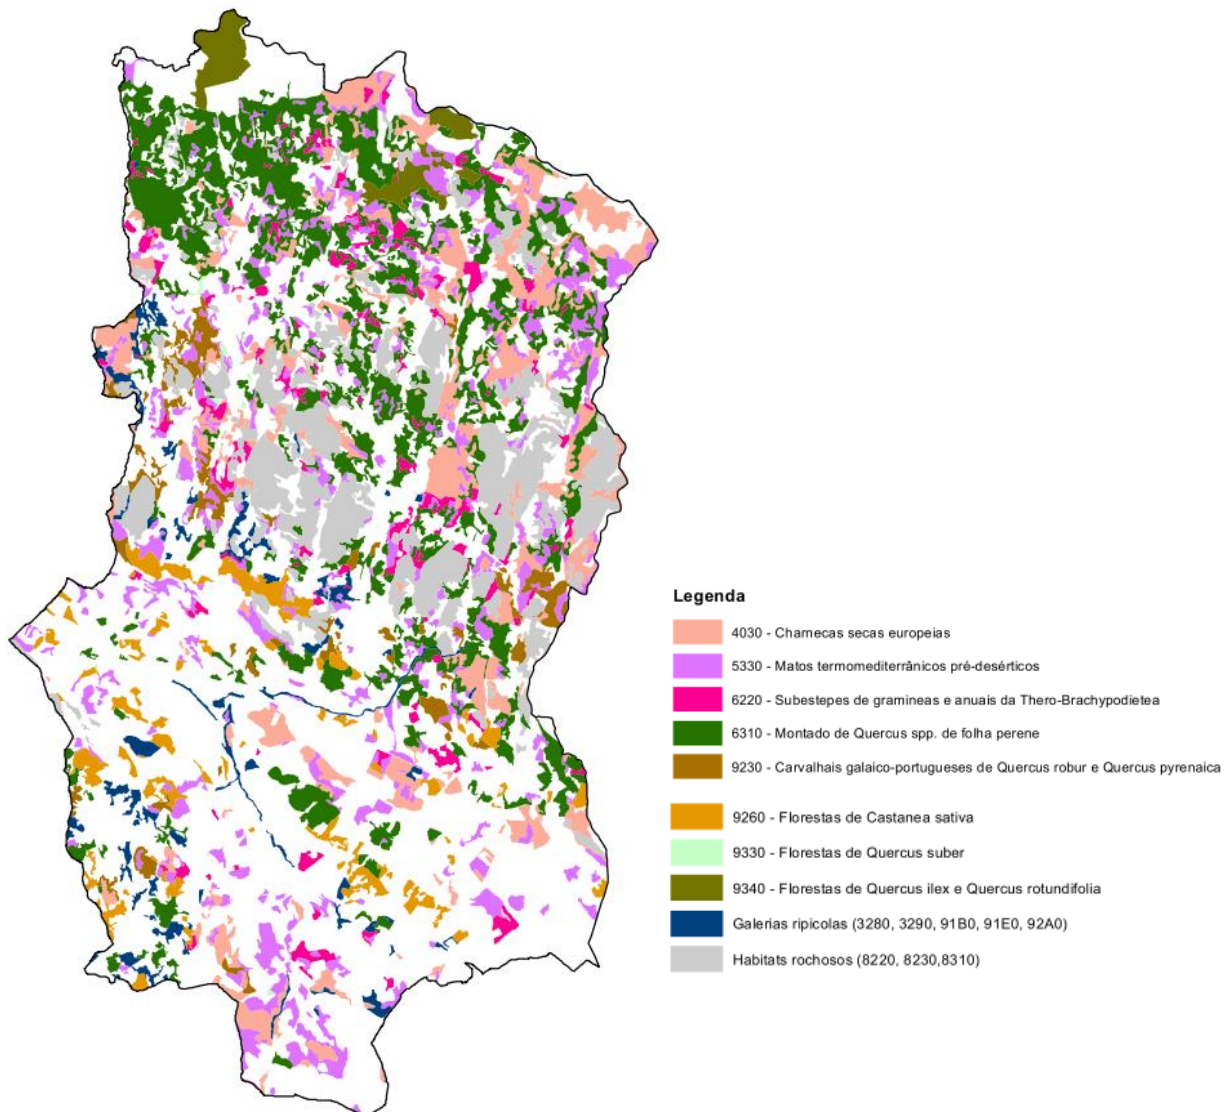 Legenda
4030 - Charnecas secas europeias
5330 - Matos termomediterrânicos pré-desérticos
6220 - Subestepes de gramineas e anuais da Thero-Brachypodietea
6310 - Montado de Quercus spp. de folha perene
9230 - Carvalhais galaico-portugueses de Quercus robur e Quercus pyrenaica
9260 - Florestas de Castanea sativa
9330 - Florestas de Quercus suber
9340 - Florestas de Quercus ilex e Quercus rotundifolia
Galerias ripicolas (3280, 3290, 91B0, 91E0, 92A0)
Habitats rochosos (8220, 8230,8310)